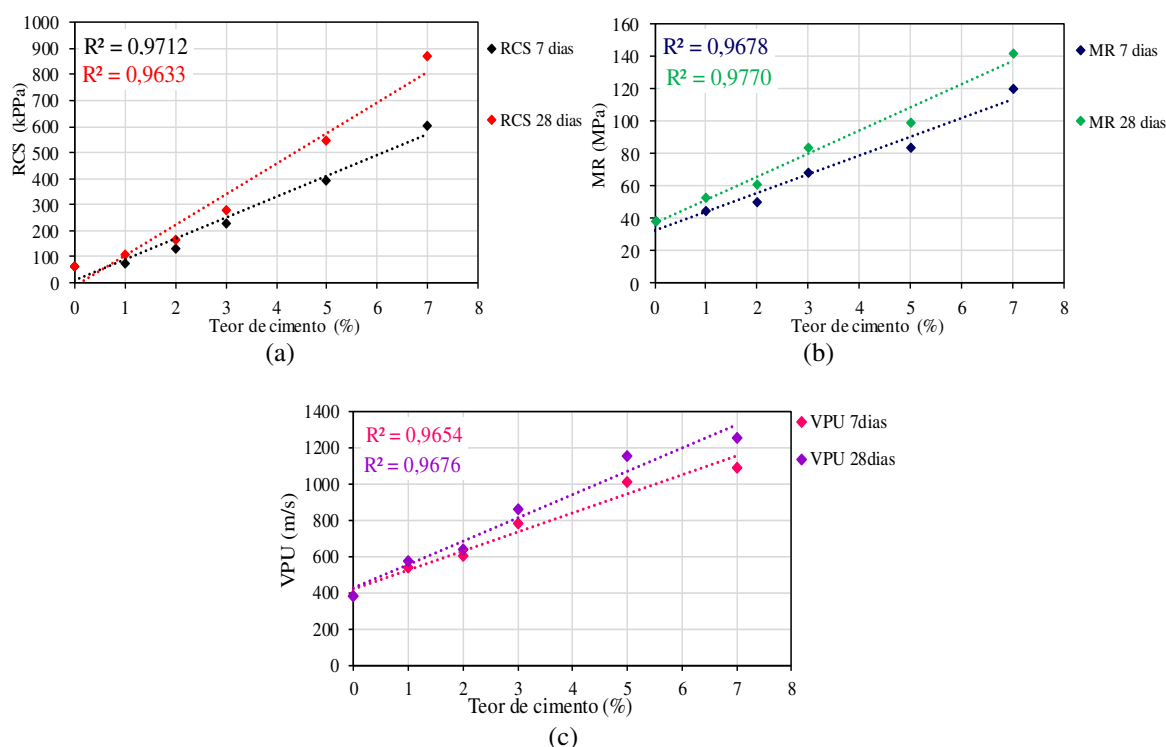 R² = 0,9712
R² = 0,9633
RCS 7 dias
RCS 28 dias
1000
900
800
700
600
500
400
300
200
100
0
RCS (kPPa)
0 1 2 3 4 5 6 7 8
Teor de cimento (%)
(a)
R² = 0,9678
R² = 0,9770
MR 7 dias
MR 28 dias
160
140
120
100
80
60
40
20
0
MR (MPa)
0 1 2 3 4 5 6 7 8
Teor de cimento (%)
(b)
R² = 0,9654
R² = 0,9676
VPU 7dias
VPU 28dias
1400
1200
1000
800
600
400
200
0
VPU (m/s)
0 1 2 3 4 5 6 7 8
Teor de cimento (%)
(c)